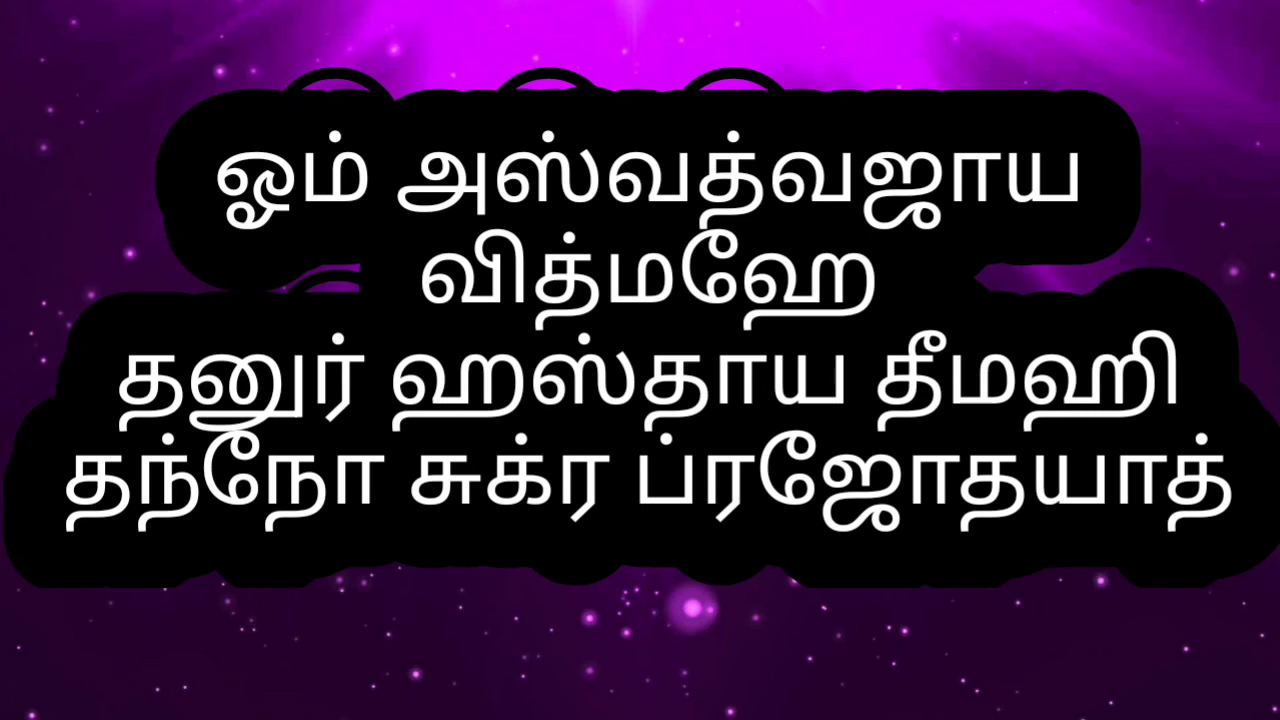 ஓம் அஸ்வத்வஜாய
வித்மஹே
தனுர் ஹஸ்தாய தீமஹி
தந்நோ சுக்ர ப்ரஜோதயாத்